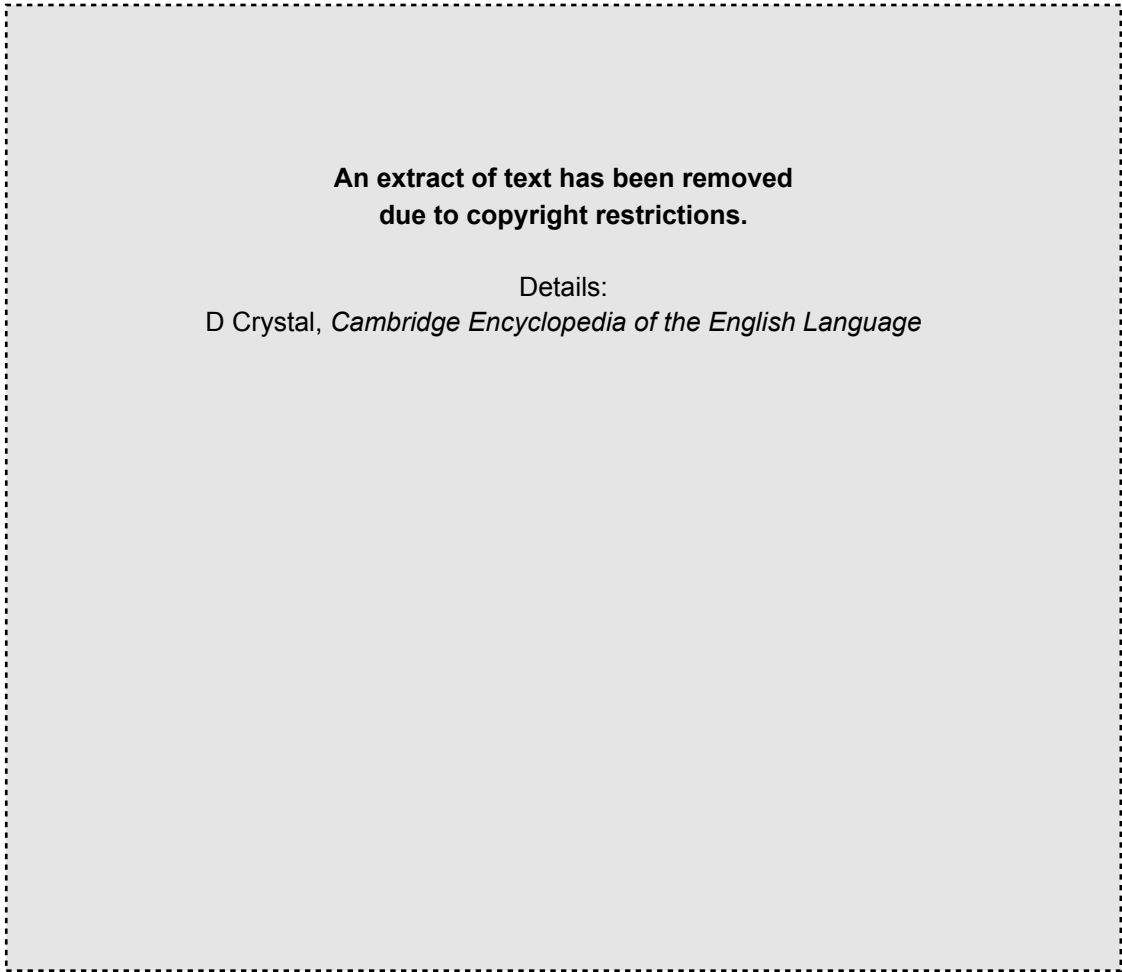 An extract of text has been removed
due to copyright restrictions.
Details:
D Crystal, Cambridge Encyclopedia of the English Language